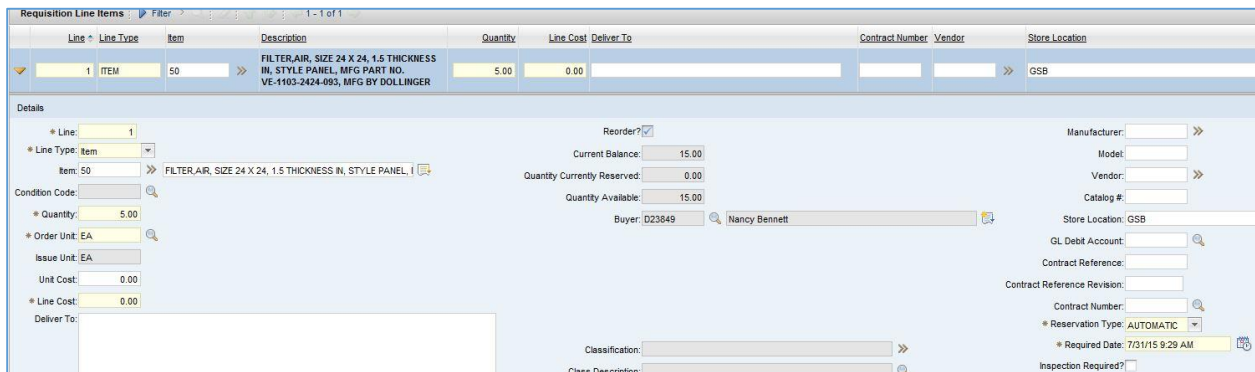 Requisition Line Items Filter 1 - 1 of 1
Line Line Type Item Description Quantity Line Cost Deliver To Contract Number Vendor Store Location
1 ITEM 50 FILTER,AIR, SIZE 24 X 24, 1.5 THICKNESS 5.00 0.00 GSB
IN, STYLE PANEL, MFG PART NO.
VE-1103-2424-093, MFG BY DOLLINGER
Details
* Line: 1
* Line Type: Item
Item: 50 FILTER,AIR, SIZE 24 X 24, 1.5 THICKNESS IN, STYLE PANEL,
Condition Code:
* Quantity: 5.00
* Order Unit: EA
Issue Unit: EA
Unit Cost: 0.00
* Line Cost: 0.00
Deliver To:
Reorder?
Current Balance: 15.00
Quantity Currently Reserved: 0.00
Quantity Available: 15.00
Buyer: D23849 Nancy Bennett
Classification:
Class Description:
Manufacturer:
Model:
Vendor:
Catalog #:
Store Location: GSB
GL Debit Account:
Contract Reference:
Contract Reference Revision:
Contract Number:
* Reservation Type: AUTOMATIC
* Required Date: 7/31/15 9:29 AM
Inspection Required?